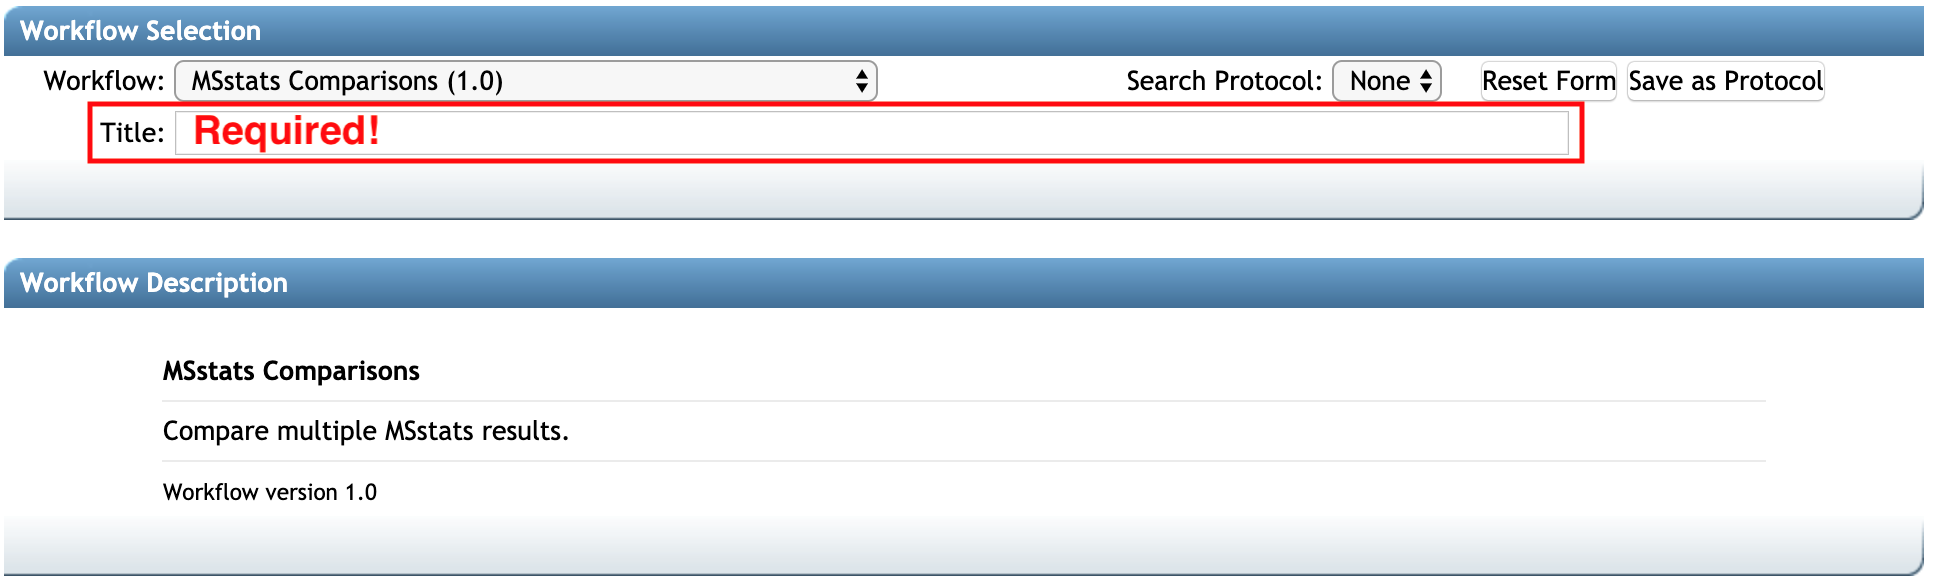 Workflow Selection
Workflow: MSstats Comparisons (1.0) Search Protocol: None Reset Form Save as Protocol
Title: Required!
Workflow Description
MSstats Comparisons
Compare multiple MSstats results.
Workflow version 1.0